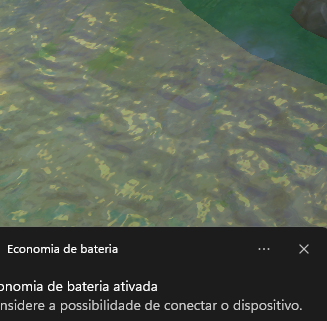 Economia de bateria
onomia de bateria ativada
nsidere a possibilidade de conectar o dispositivo.